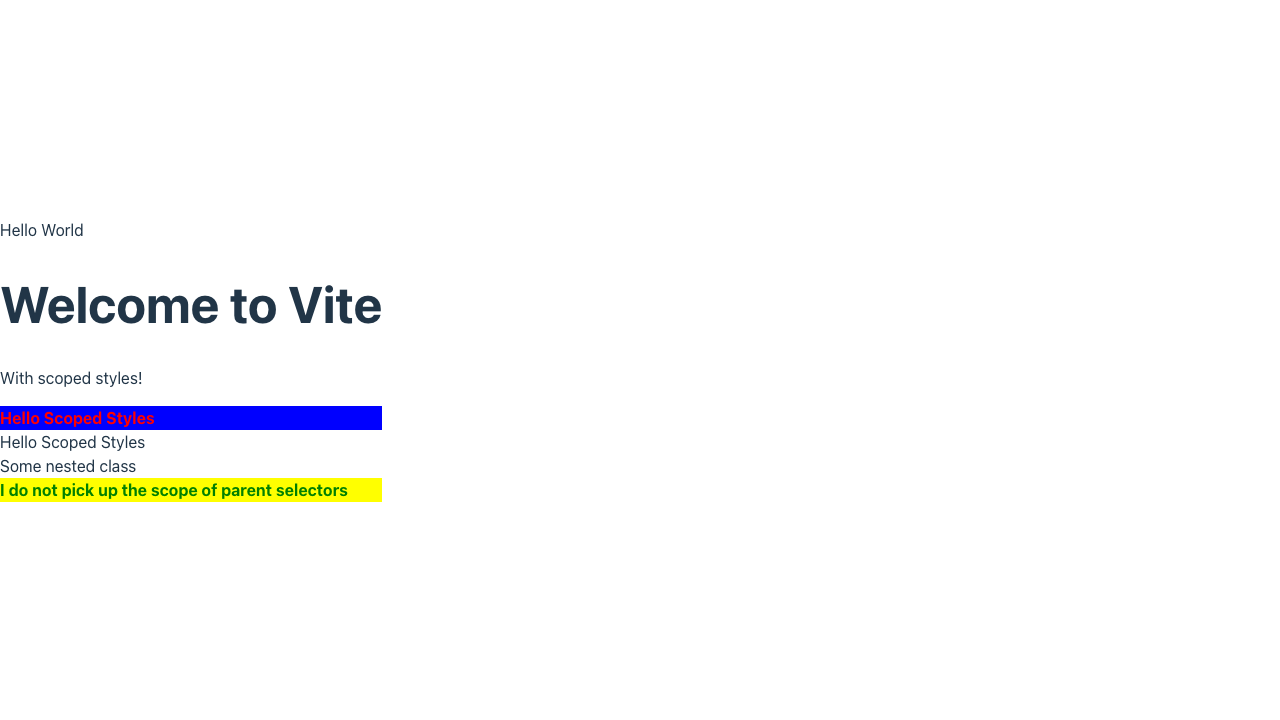 Hello World
Welcome to Vite
With scoped styles!
Hello Scoped Styles
Hello Scoped Styles
Some nested class
I do not pick up the scope of parent selectors